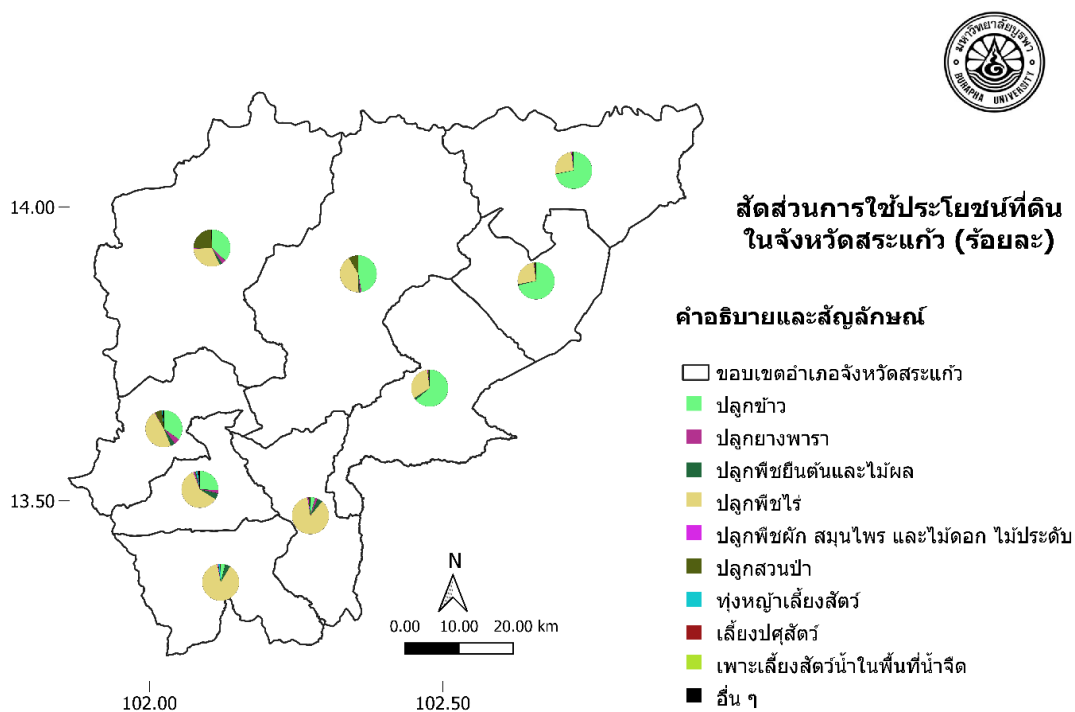 มหาวิทยาลัยบูรพา
BURAPHA UNIVERSITY
สัดส่วนการใช้ประโยชน์ที่ดิน
ในจังหวัดสระแก้ว (ร้อยละ)
คำอธิบายและสัญลักษณ์
ขอบเขตอำเภอจังหวัดสระแก้ว
ปลูกข้าว
ปลูกยางพารา
ปลูกพืชยืนต้นและไม้ผล
ปลูกพืชไร่
ปลูกพืชผัก สมุนไพร และไม้ดอก ไม้ประดับ
ปลูกสวนป่า
ทุ่งหญ้าเลี้ยงสัตว์
เลี้ยงปศุสัตว์
เพาะเลี้ยงสัตว์น้ำในพื้นที่น้ำจืด
อื่น ๆ
14.00
13.50
N
0.00 10.00 20.00 km
102.00 102.50